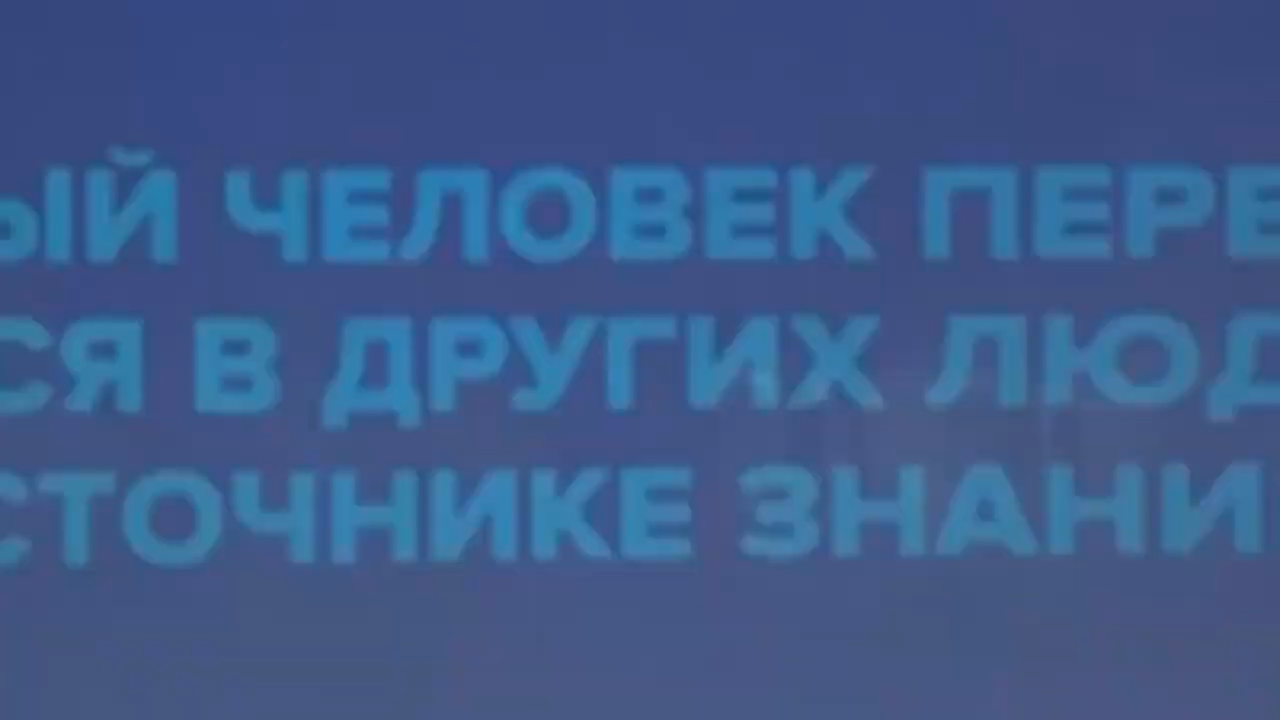 ЫЙ ЧЕЛОВЕК ПЕРЕ
СЯ В ДРУГИХ ЛЮД
СТОЧНИКЕ ЗНАНИ